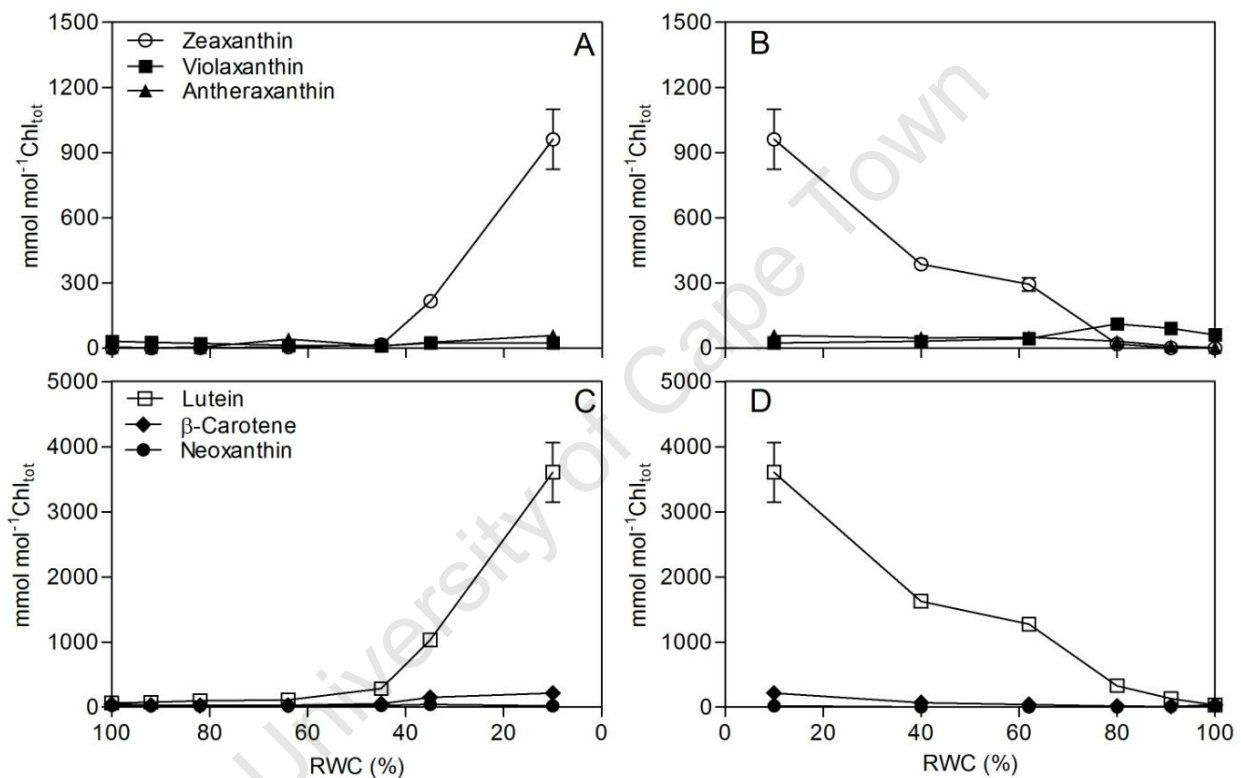 A
B
1500
1200
900
600
300
0
mmol mol⁻¹Chl_tot
Zeaxanthin
Violaxanthin
Antheraxanthin
1500
1200
900
600
300
0
mmol mol⁻¹Chl_tot
C
D
5000
4000
3000
2000
1000
0
mmol mol⁻¹Chl_tot
Lutein
β-Carotene
Neoxanthin
100 80 60 40 20 0
RWC (%)
5000
4000
3000
2000
1000
0
mmol mol⁻¹Chl_tot
0 20 40 60 80 100
RWC (%)
University of Cape Town